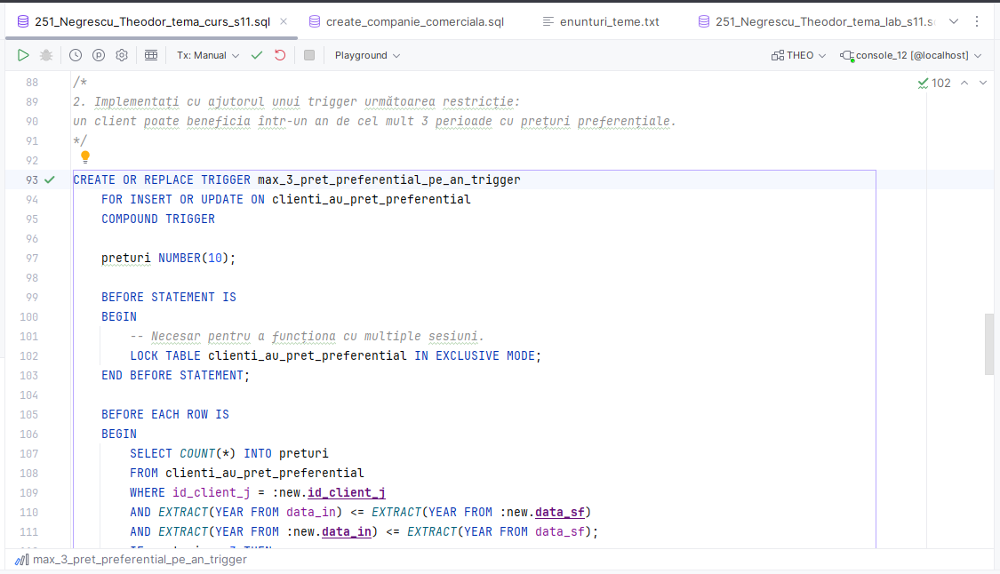 251_Negrescu_Theodor_tema_curs_s11.sql
create_companie_comerciala.sql
enunturi_teme.txt
251_Negrescu_Theodor_tema_lab_s11.s
Tx: Manual
Playground
THEO
console_12 [@localhost]
102
88 /*
89 2. Implementați cu ajutorul unui trigger următoarea restricție:
90 un client poate beneficia într-un an de cel mult 3 perioade cu prețuri preferențiale.
91 */
92
93 CREATE OR REPLACE TRIGGER max_3_pret_preferential_pe_an_trigger
94 FOR INSERT OR UPDATE ON clienti_au_pret_preferential
95 COMPOUND TRIGGER
96
97 preturi NUMBER(10);
98
99 BEFORE STATEMENT IS
100 BEGIN
101 -- Necesar pentru a funcționa cu multiple sesiuni.
102 LOCK TABLE clienti_au_pret_preferential IN EXCLUSIVE MODE;
103 END BEFORE STATEMENT;
104
105 BEFORE EACH ROW IS
106 BEGIN
107 SELECT COUNT(*) INTO preturi
108 FROM clienti_au_pret_preferential
109 WHERE id_client_j = :new.id_client_j
110 AND EXTRACT(YEAR FROM data_in) <= EXTRACT(YEAR FROM :new.data_sf)
111 AND EXTRACT(YEAR FROM :new.data_in) <= EXTRACT(YEAR FROM data_sf);
max_3_pret_preferential_pe_an_trigger